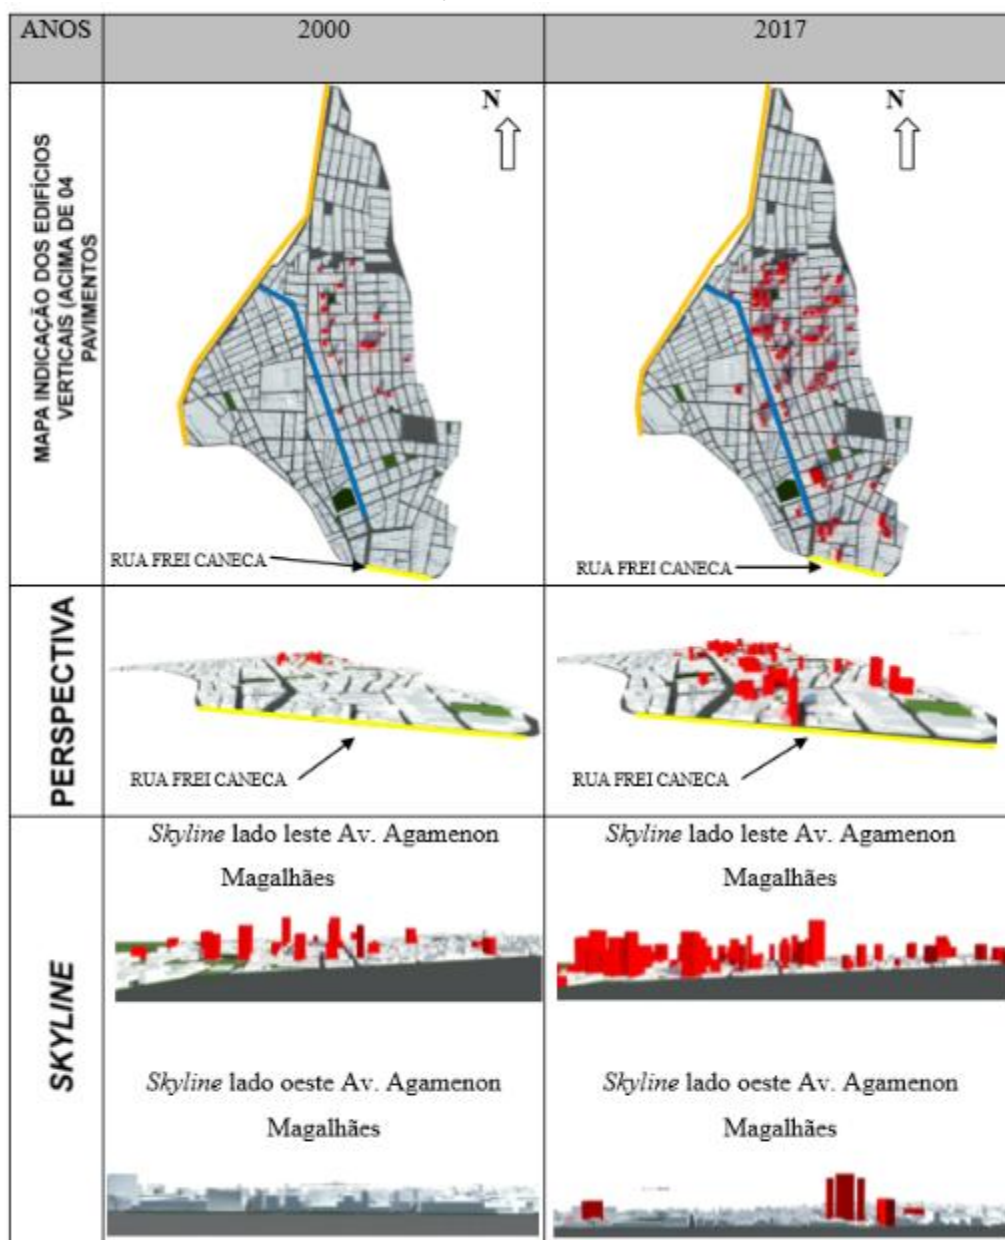 ANOS
2000
2017
MAPA INDICAÇÃO DOS EDIFÍCIOS
VERTICAIS (ACIMA DE 04
PAVIMENTOS
N
RUA FREI CANECA
N
RUA FREI CANECA
PERSPECTIVA
RUA FREI CANECA
RUA FREI CANECA
SKYLINE
Skyline lado leste Av. Agamenon
Magalhães
Skyline lado leste Av. Agamenon
Magalhães
Skyline lado oeste Av. Agamenon
Magalhães
Skyline lado oeste Av. Agamenon
Magalhães